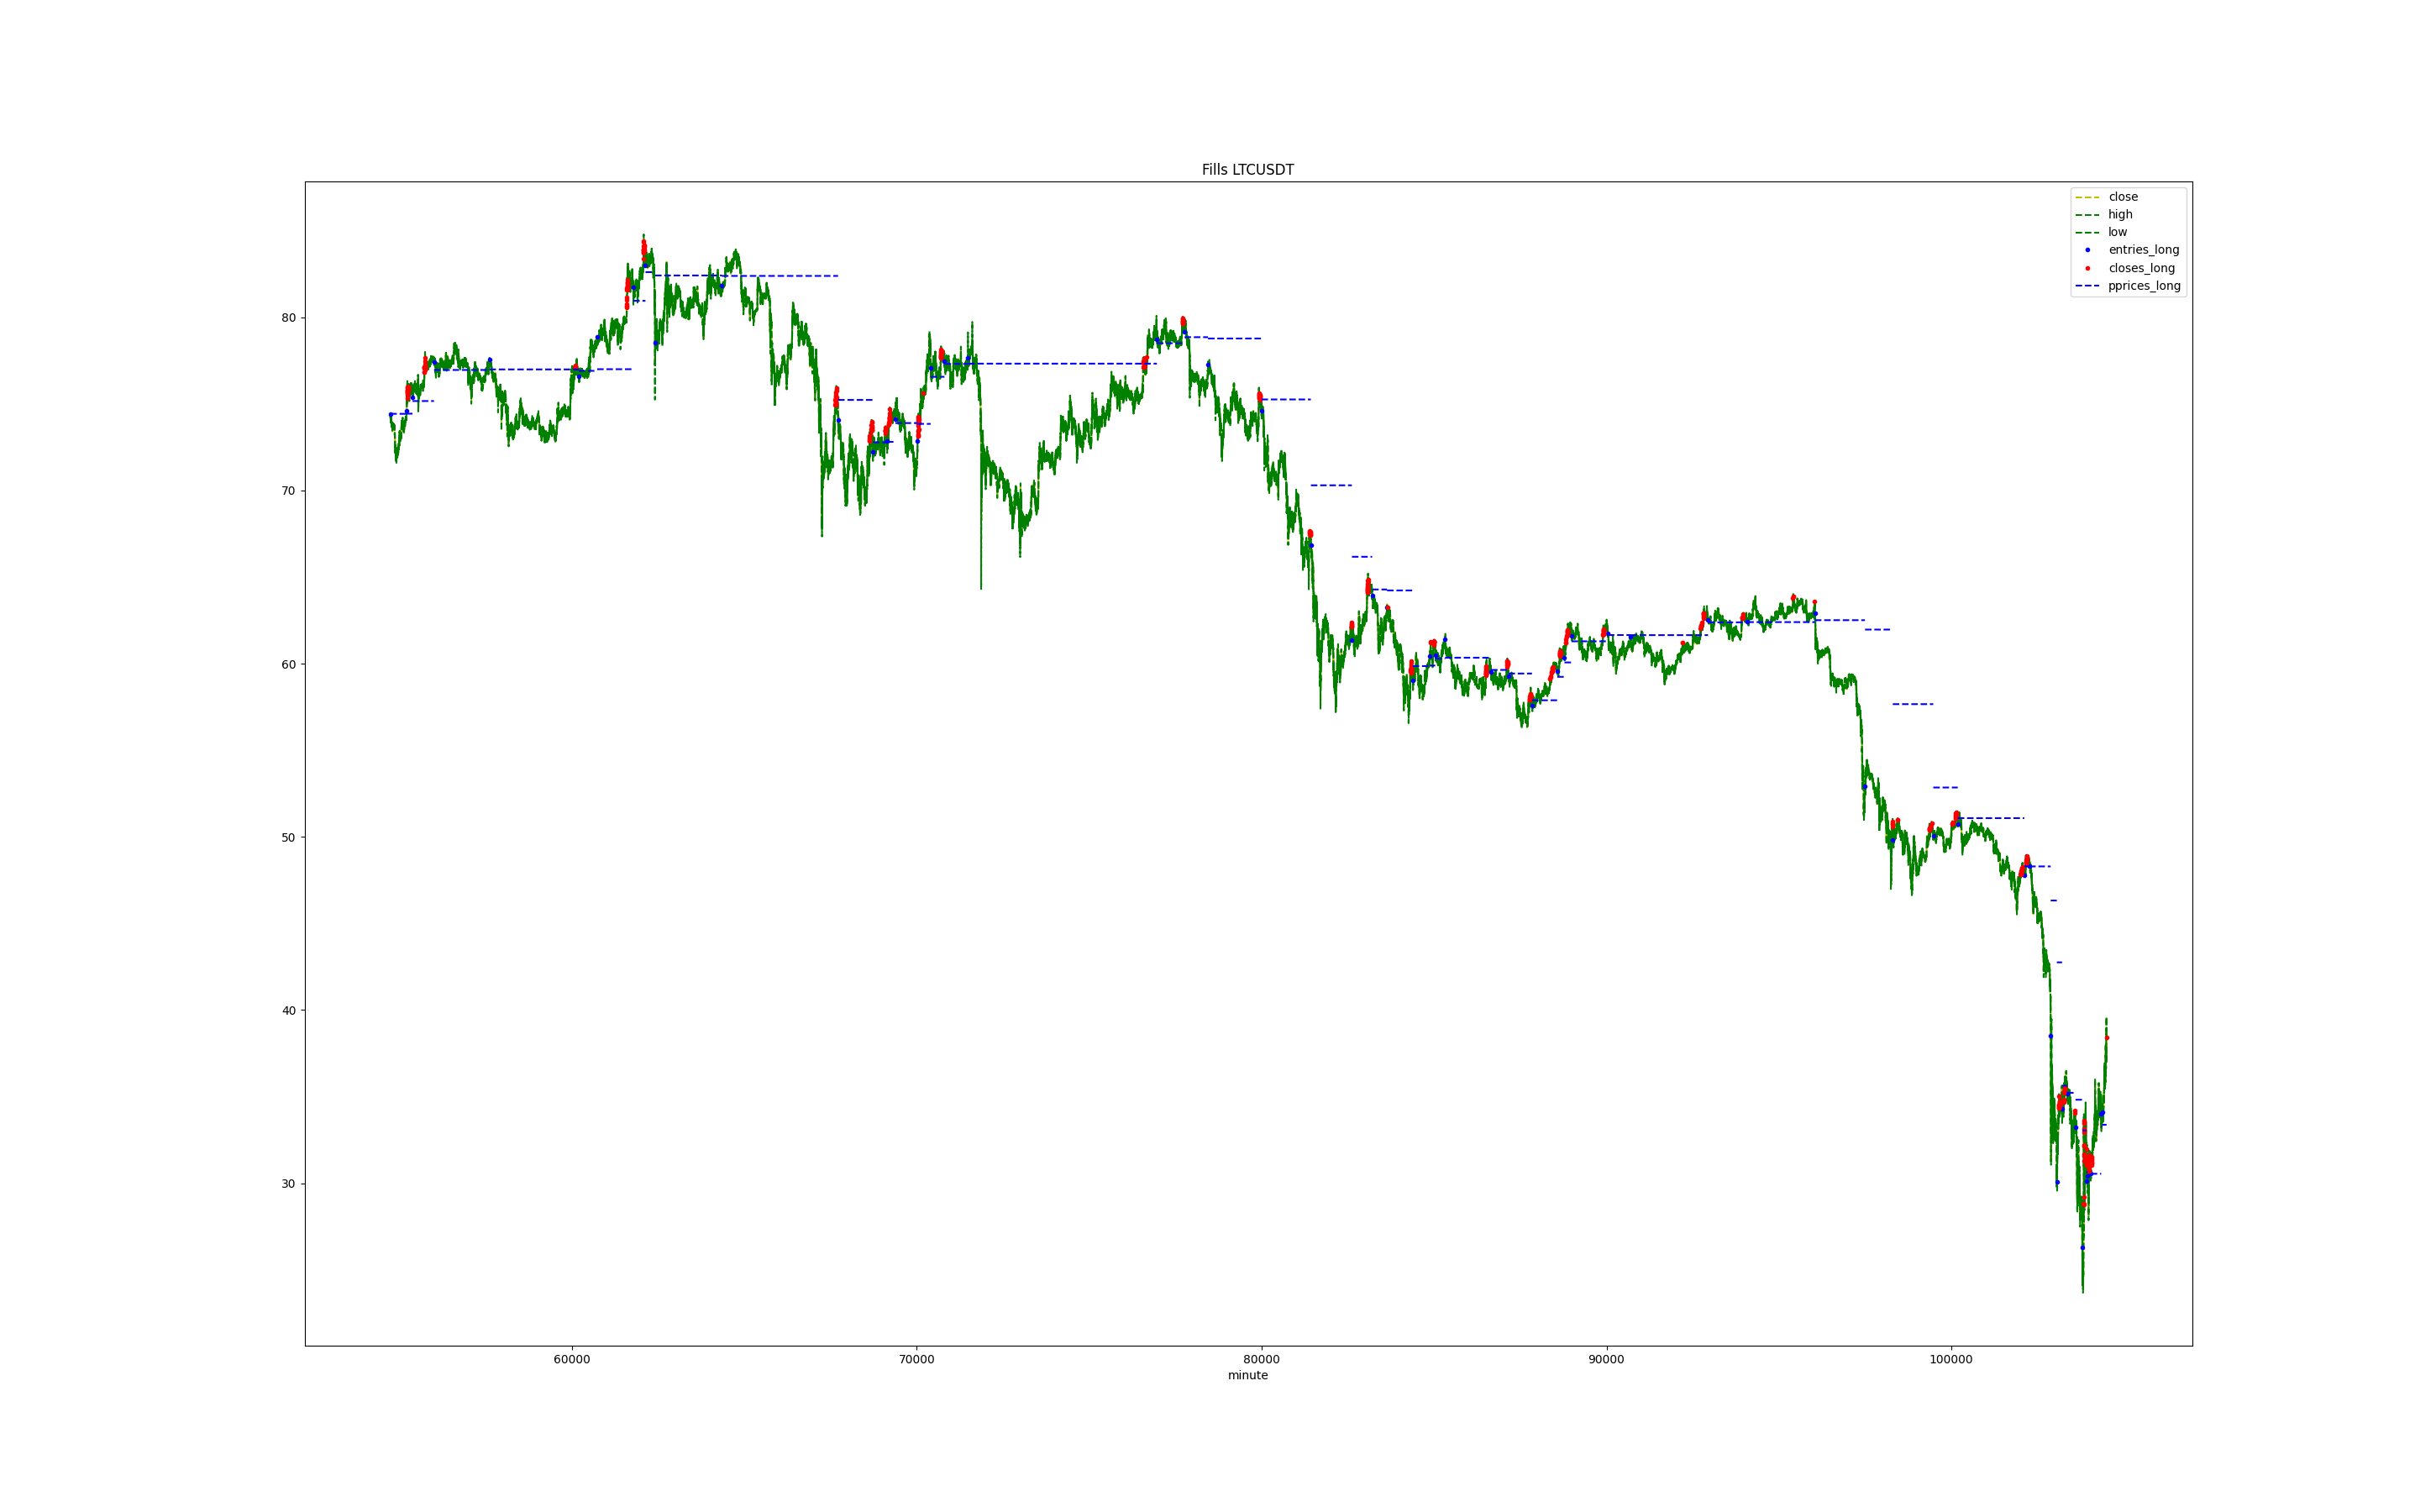 Fills LTCUSDT
close
high
low
entries_long
closes_long
pprices_long
80
70
60
50
40
30
60000 70000 80000 90000 100000
minute